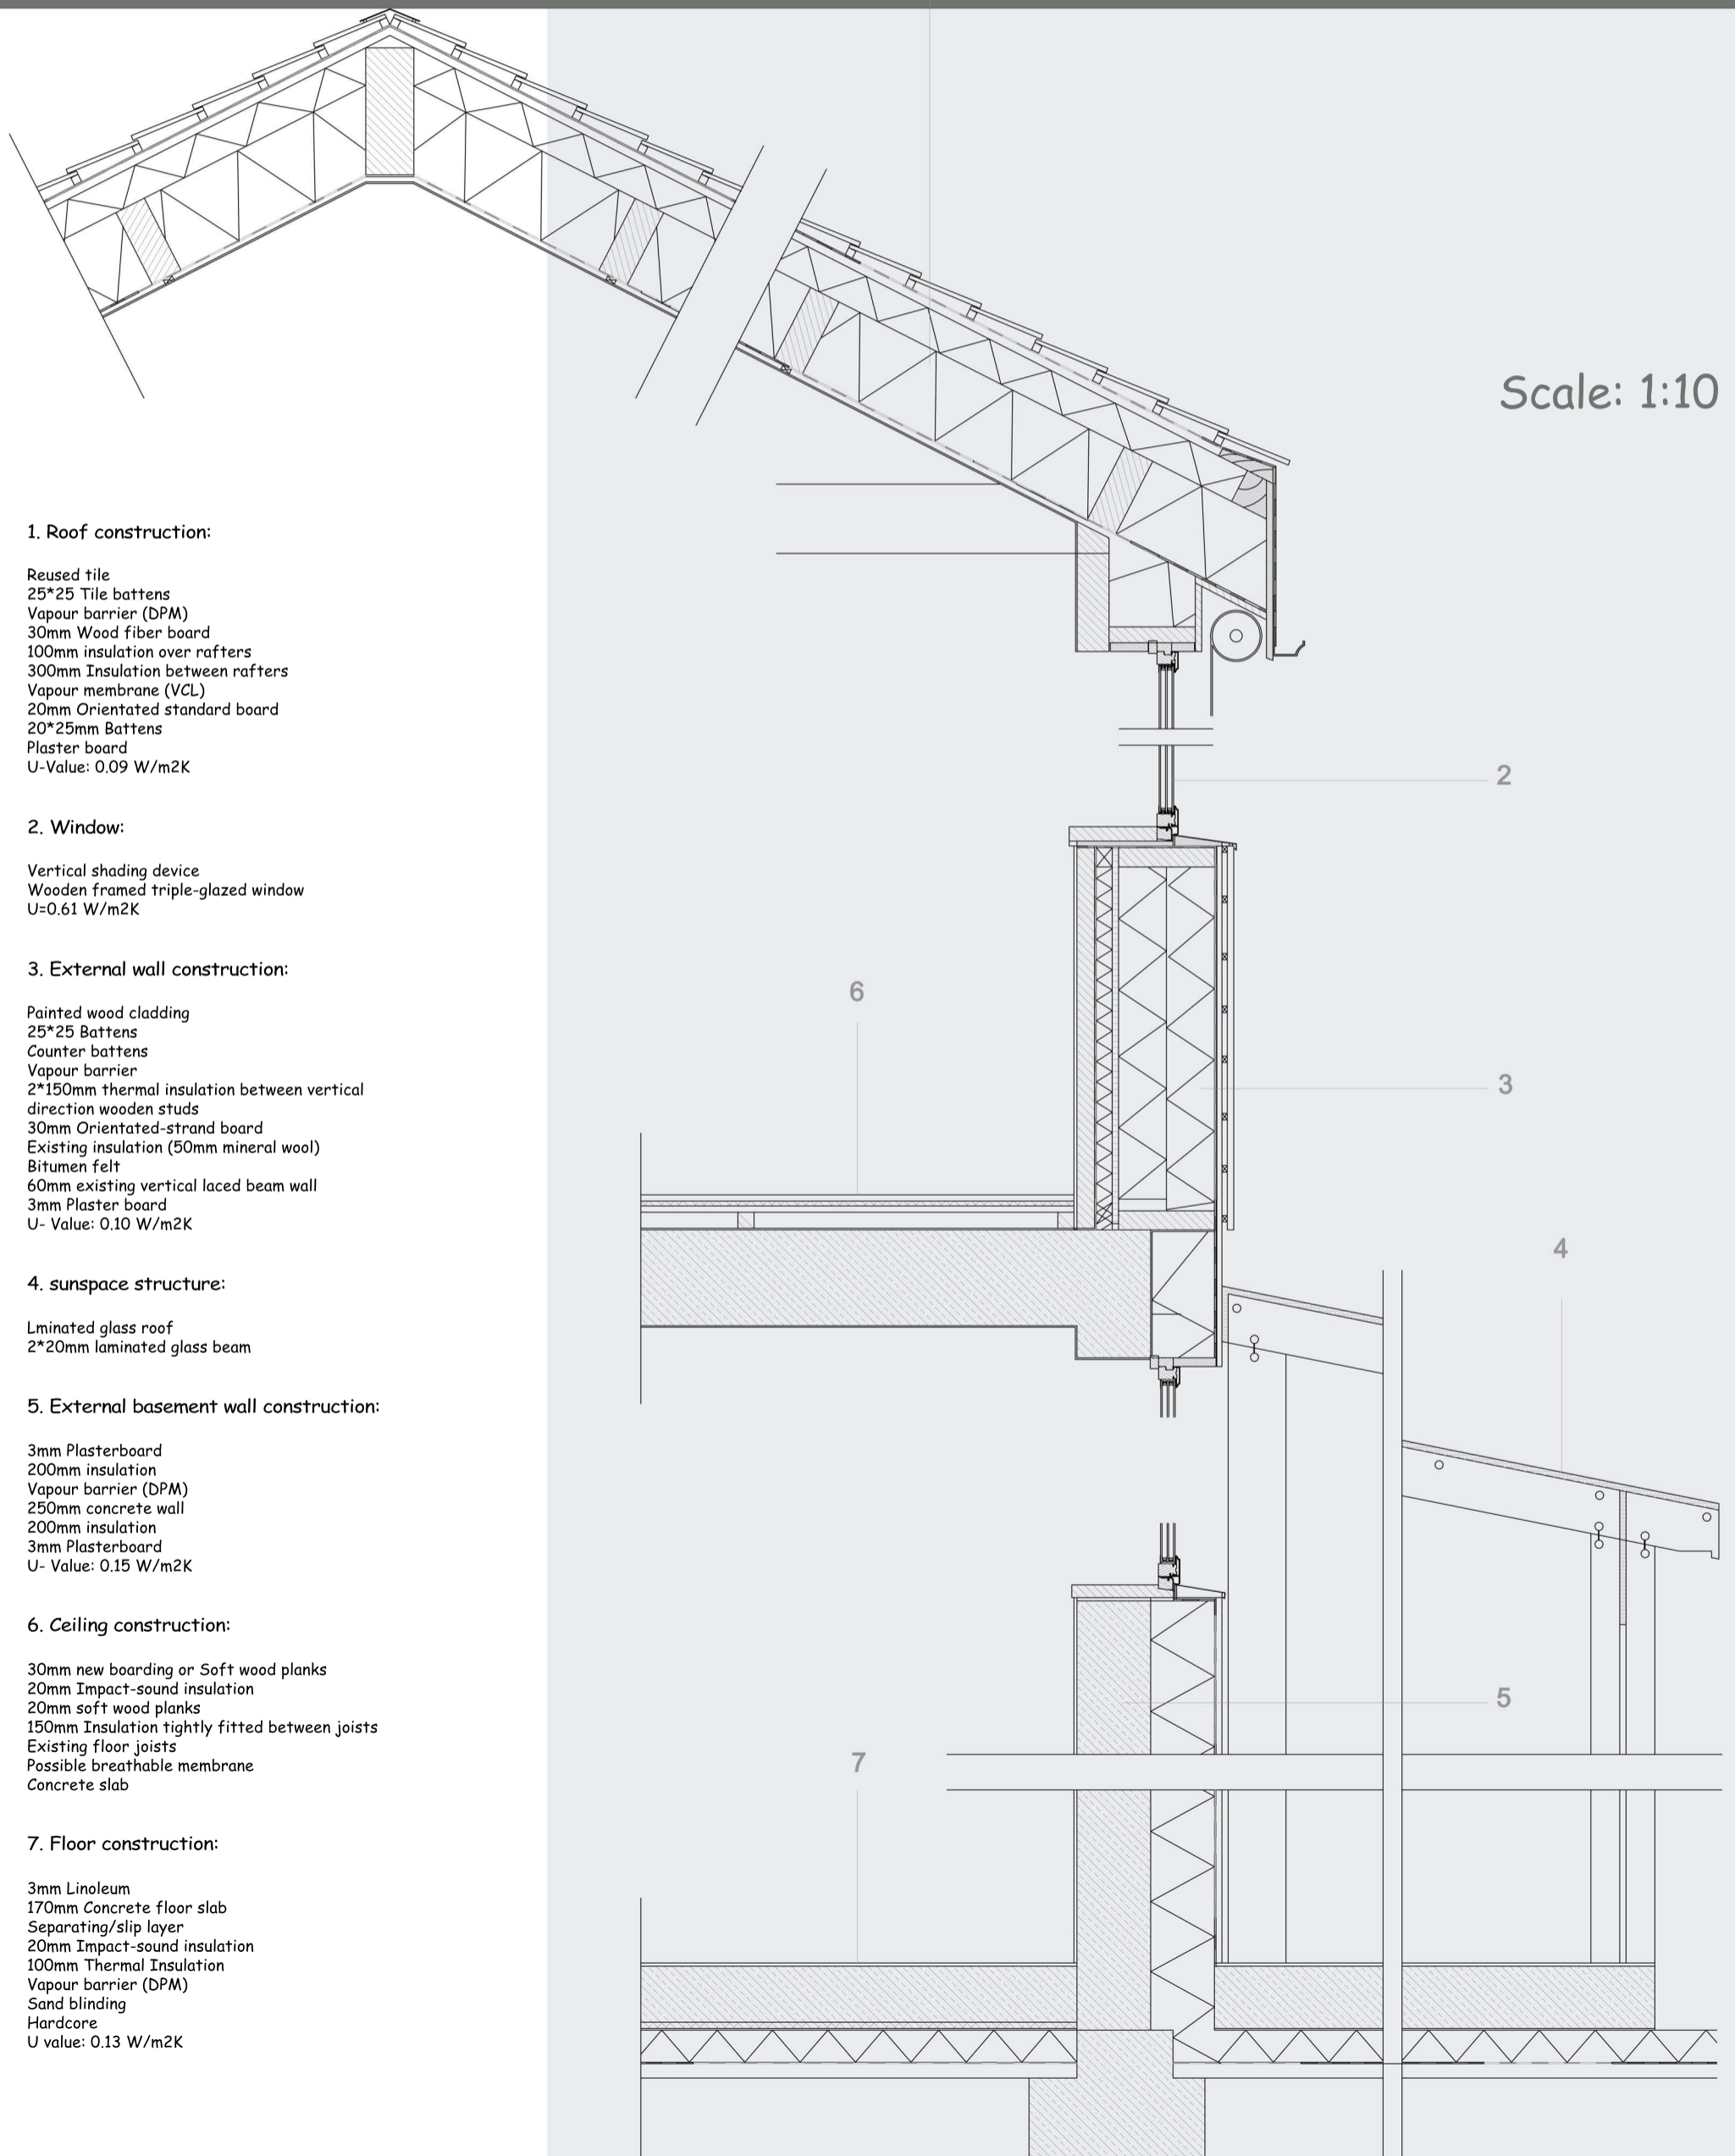 Scale: 1:10
1. Roof construction:
Reused tile
25*25 Tile battens
Vapour barrier (DPM)
30mm Wood fiber board
100mm insulation over rafters
300mm Insulation between rafters
Vapour membrane (VCL)
20mm Orientated standard board
20*25mm Battens
Plaster board
U-Value: 0.09 W/m2K
2. Window:
Vertical shading device
Wooden framed triple-glazed window
U=0.61 W/m2K
3. External wall construction:
Painted wood cladding
25*25 Battens
Counter battens
Vapour barrier
2*150mm thermal insulation between vertical
direction wooden studs
30mm Orientated-strand board
Existing insulation (50mm mineral wool)
Bitumen felt
60mm existing vertical laced beam wall
3mm Plaster board
U- Value: 0.10 W/m2K
4. sunspace structure:
Lminated glass roof
2*20mm laminated glass beam
5. External basement wall construction:
3mm Plasterboard
200mm insulation
Vapour barrier (DPM)
250mm concrete wall
200mm insulation
3mm Plasterboard
U- Value: 0.15 W/m2K
6. Ceiling construction:
30mm new boarding or Soft wood planks
20mm Impact-sound insulation
20mm soft wood planks
150mm Insulation tightly fitted between joists
Existing floor joists
Possible breathable membrane
Concrete slab
7. Floor construction:
3mm Linoleum
170mm Concrete floor slab
Separating/slip layer
20mm Impact-sound insulation
100mm Thermal Insulation
Vapour barrier (DPM)
Sand blinding
Hardcore
U value: 0.13 W/m2K
2
6
3
4
5
7